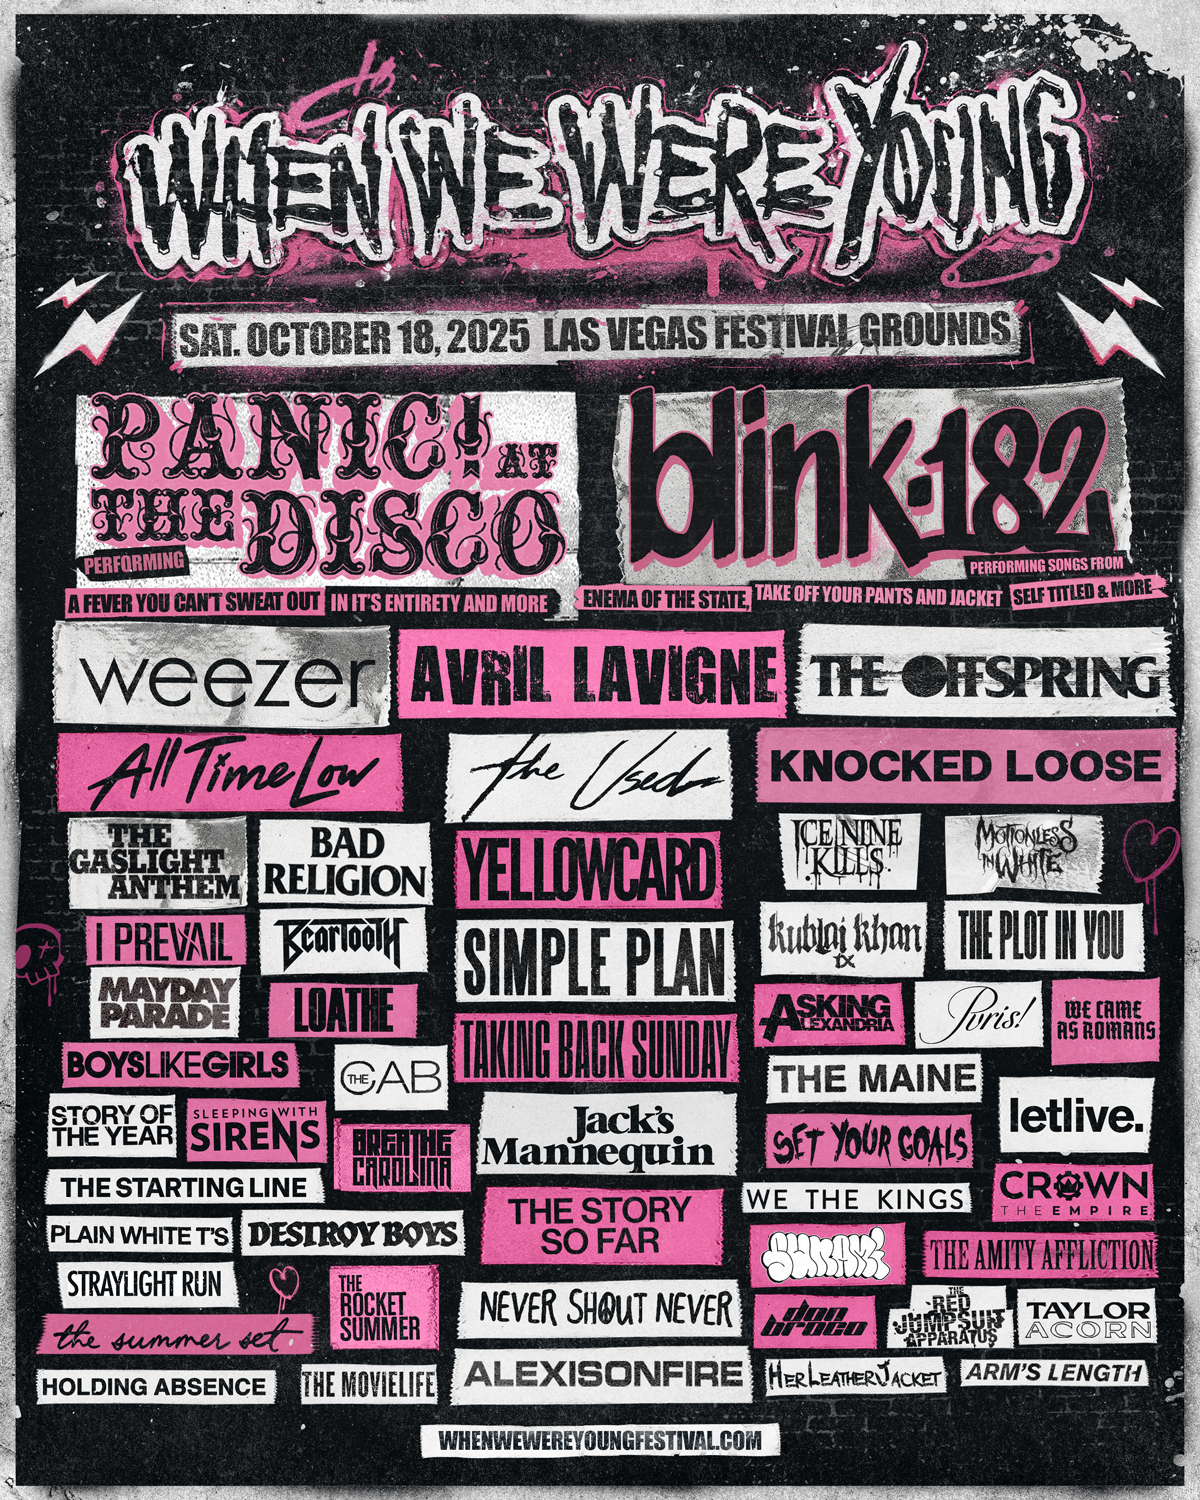 WHEN WE WERE YOUNG
SAT. OCTOBER 18, 2025 LAS VEGAS FESTIVAL GROUNDS
PANIC! AT
THE DISCO
PERFORMING
A FEVER YOU CAN'T SWEAT OUT IN IT'S ENTIRETY AND MORE
blink-182
PERFORMING SONGS FROM
ENEMA OF THE STATE, TAKE OFF YOUR PANTS AND JACKET SELF TITLED & MORE
weezer
AVRIL LAVIGNE
THE OFFSPRING
All Time Low
the Used
KNOCKED LOOSE
THE
GASLIGHT
ANTHEM
BAD
RELIGION
YELLOWCARD
ICE NINE
KILLS
MOTIONLESS
IN WHITE
I PREVAIL
BEARTOOTH
SIMPLE PLAN
kublai khan
TX
THE PLOT IN YOU
MAYDAY
PARADE
LOATHE
TAKING BACK SUNDAY
ASKING
ALEXANDRIA
Pvris!
WE CAME
AS ROMANS
BOYSLIKEGIRLS
THE CAB
THE MAINE
STORY OF
THE YEAR
SLEEPING WITH
SIRENS
BREATHE
CAROLINA
Jack's
Mannequin
SET YOUR GOALS
letlive.
THE STARTING LINE
WE THE KINGS
CROWN
THE EMPIRE
PLAIN WHITE T'S
DESTROY BOYS
THE STORY
SO FAR
SUNAMI
THE AMITY AFFLICTION
STRAYLIGHT RUN
THE
ROCKET
SUMMER
NEVER SHOUT NEVER
don
broco
THE
RED
JUMPSUIT
APPARATUS
TAYLOR
ACORN
the summer set.
HOLDING ABSENCE
THE MOVIELIFE
ALEXISONFIRE
HERLEATHERJACKET
ARM'S LENGTH
WHENWEWEREYOUNGFESTIVAL.COM